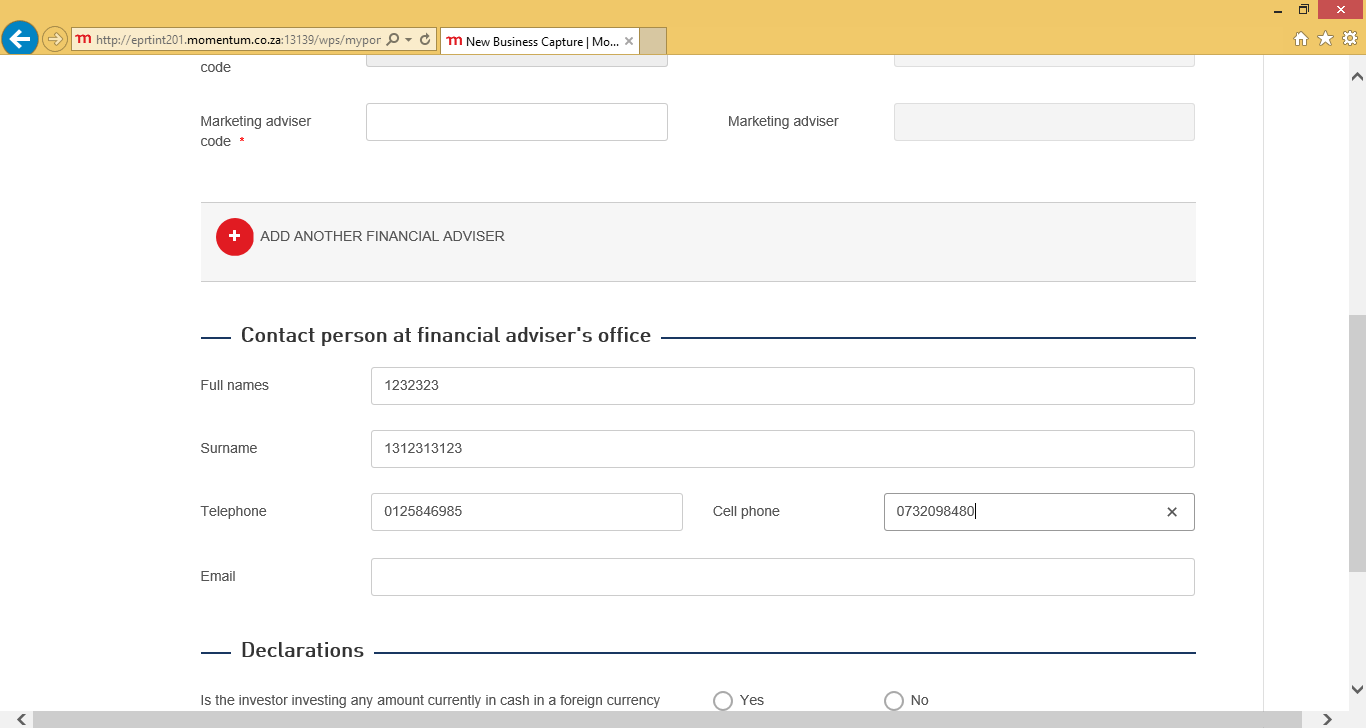 http://eprtint201.momentum.co.za:13139/wps/mypor
m New Business Capture | Mo...
code
Marketing adviser code *
Marketing adviser
ADD ANOTHER FINANCIAL ADVISER
Contact person at financial adviser's office
Full names 1232323
Surname 1312313123
Telephone 0125846985 Cell phone 0732098480
Email
Declarations
Is the investor investing any amount currently in cash in a foreign currency Yes No